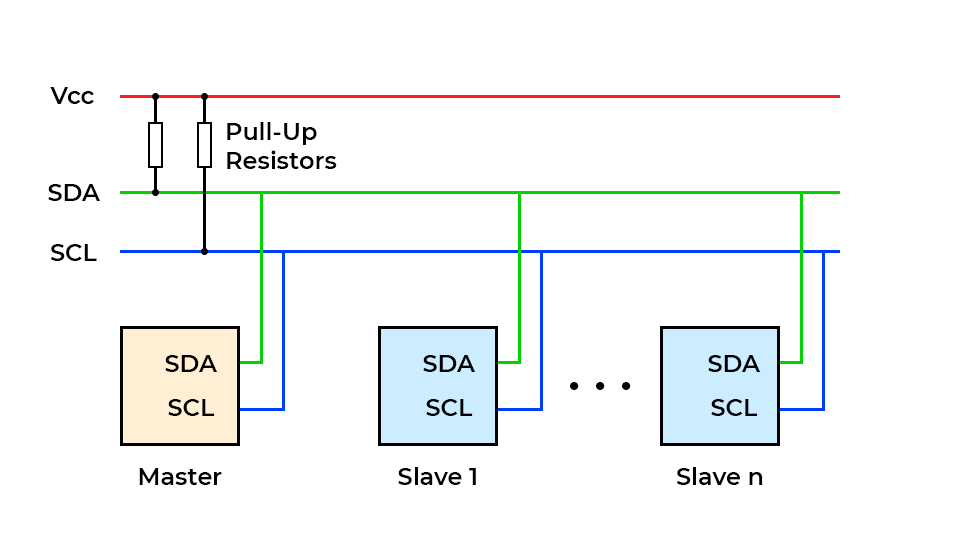 Vcc
Pull-Up
Resistors
SDA
SCL
SDA
SCL
SDA
SCL
SDA
SCL
Master
Slave 1
Slave n